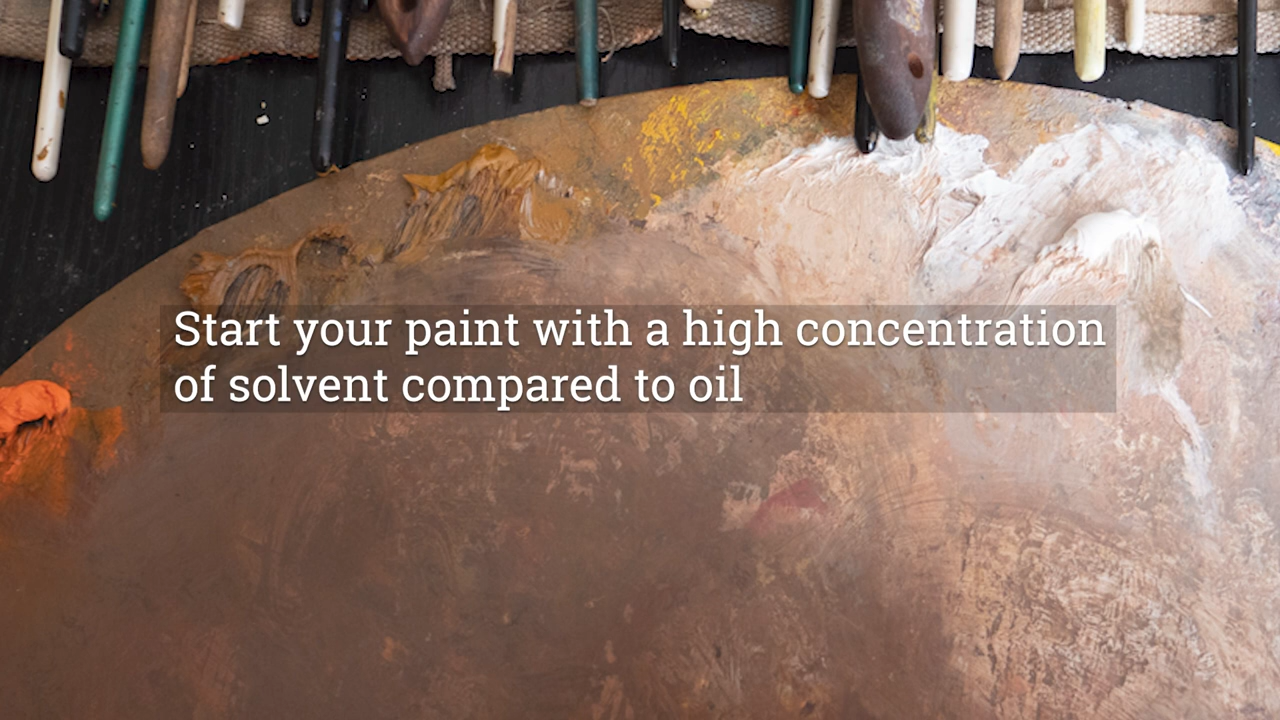 Start your paint with a high concentration
of solvent compared to oil